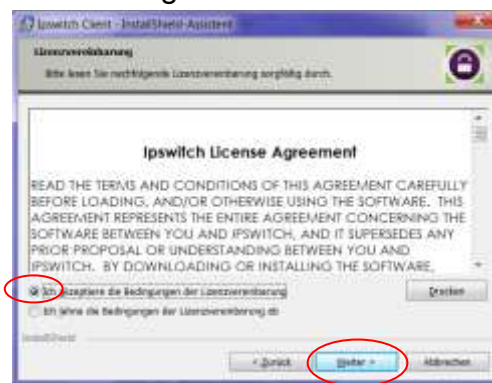 Ipswitch Client - InstallShield-Assistent
Lizenzvereinbarung
Bitte lesen Sie nachfolgende Lizenzvereinbarung sorgfältig durch.
Ipswitch License Agreement
READ THE TERMS AND CONDITIONS OF THIS AGREEMENT CAREFULLY
BEFORE LOADING, AND/OR OTHERWISE USING THE SOFTWARE. THIS
AGREEMENT REPRESENTS THE ENTIRE AGREEMENT CONCERNING THE
SOFTWARE BETWEEN YOU AND IPSWITCH, AND IT SUPERSEDES ANY
PRIOR PROPOSAL OR UNDERSTANDING BETWEEN YOU AND
IPSWITCH. BY DOWNLOADING OR INSTALLING THE SOFTWARE,
Ich akzeptiere die Bedingungen der Lizenzvereinbarung
Drucken
Ich lehne die Bedingungen der Lizenzvereinbarung ab
InstallShield
< Zurück
Weiter >
Abbrechen